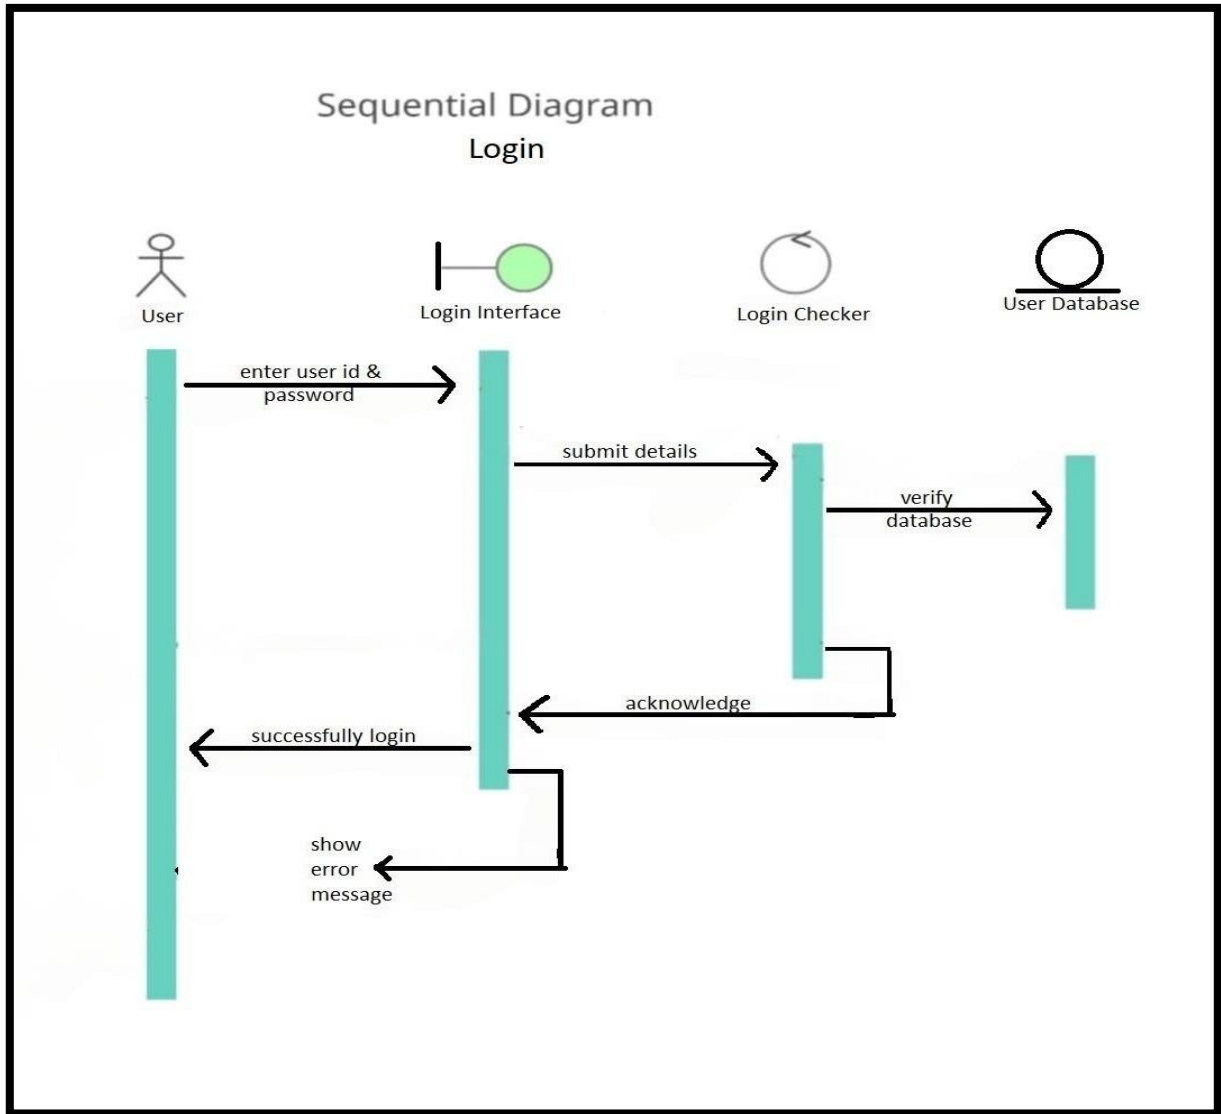 Sequential Diagram
Login
User
Login Interface
Login Checker
User Database
enter user id &
password
submit details
verify
database
acknowledge
successfully login
show
error
message